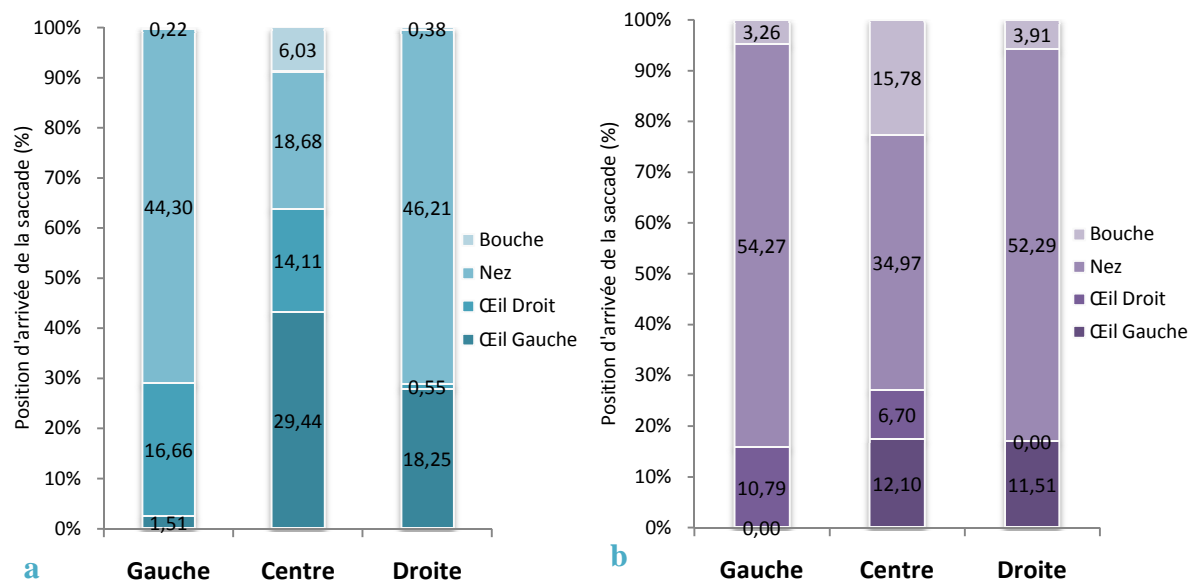 Position d'arrivée de la saccade (%)
100%
90%
80%
70%
60%
50%
40%
30%
20%
10%
0%
0,22
44,30
16,66
1,51
6,03
18,68
14,11
29,44
0,38
46,21
0,55
18,25
Bouche
Nez
Œil Droit
Œil Gauche
Gauche
Centre
Droite
a
Position d'arrivée de la saccade (%)
100%
90%
80%
70%
60%
50%
40%
30%
20%
10%
0%
3,26
54,27
10,79
0,00
15,78
34,97
6,70
12,10
3,91
52,29
0,00
11,51
Bouche
Nez
Œil Droit
Œil Gauche
Gauche
Centre
Droite
b